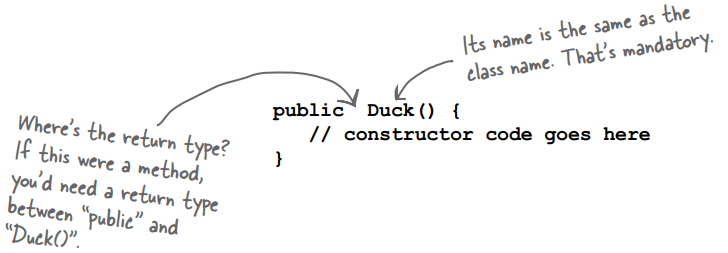 Its name is the same as the
class name. That's mandatory.
Where's the return type?
If this were a method,
you'd need a return type
between "public" and
"Duck()".
public  Duck() {
   // constructor code goes here
}